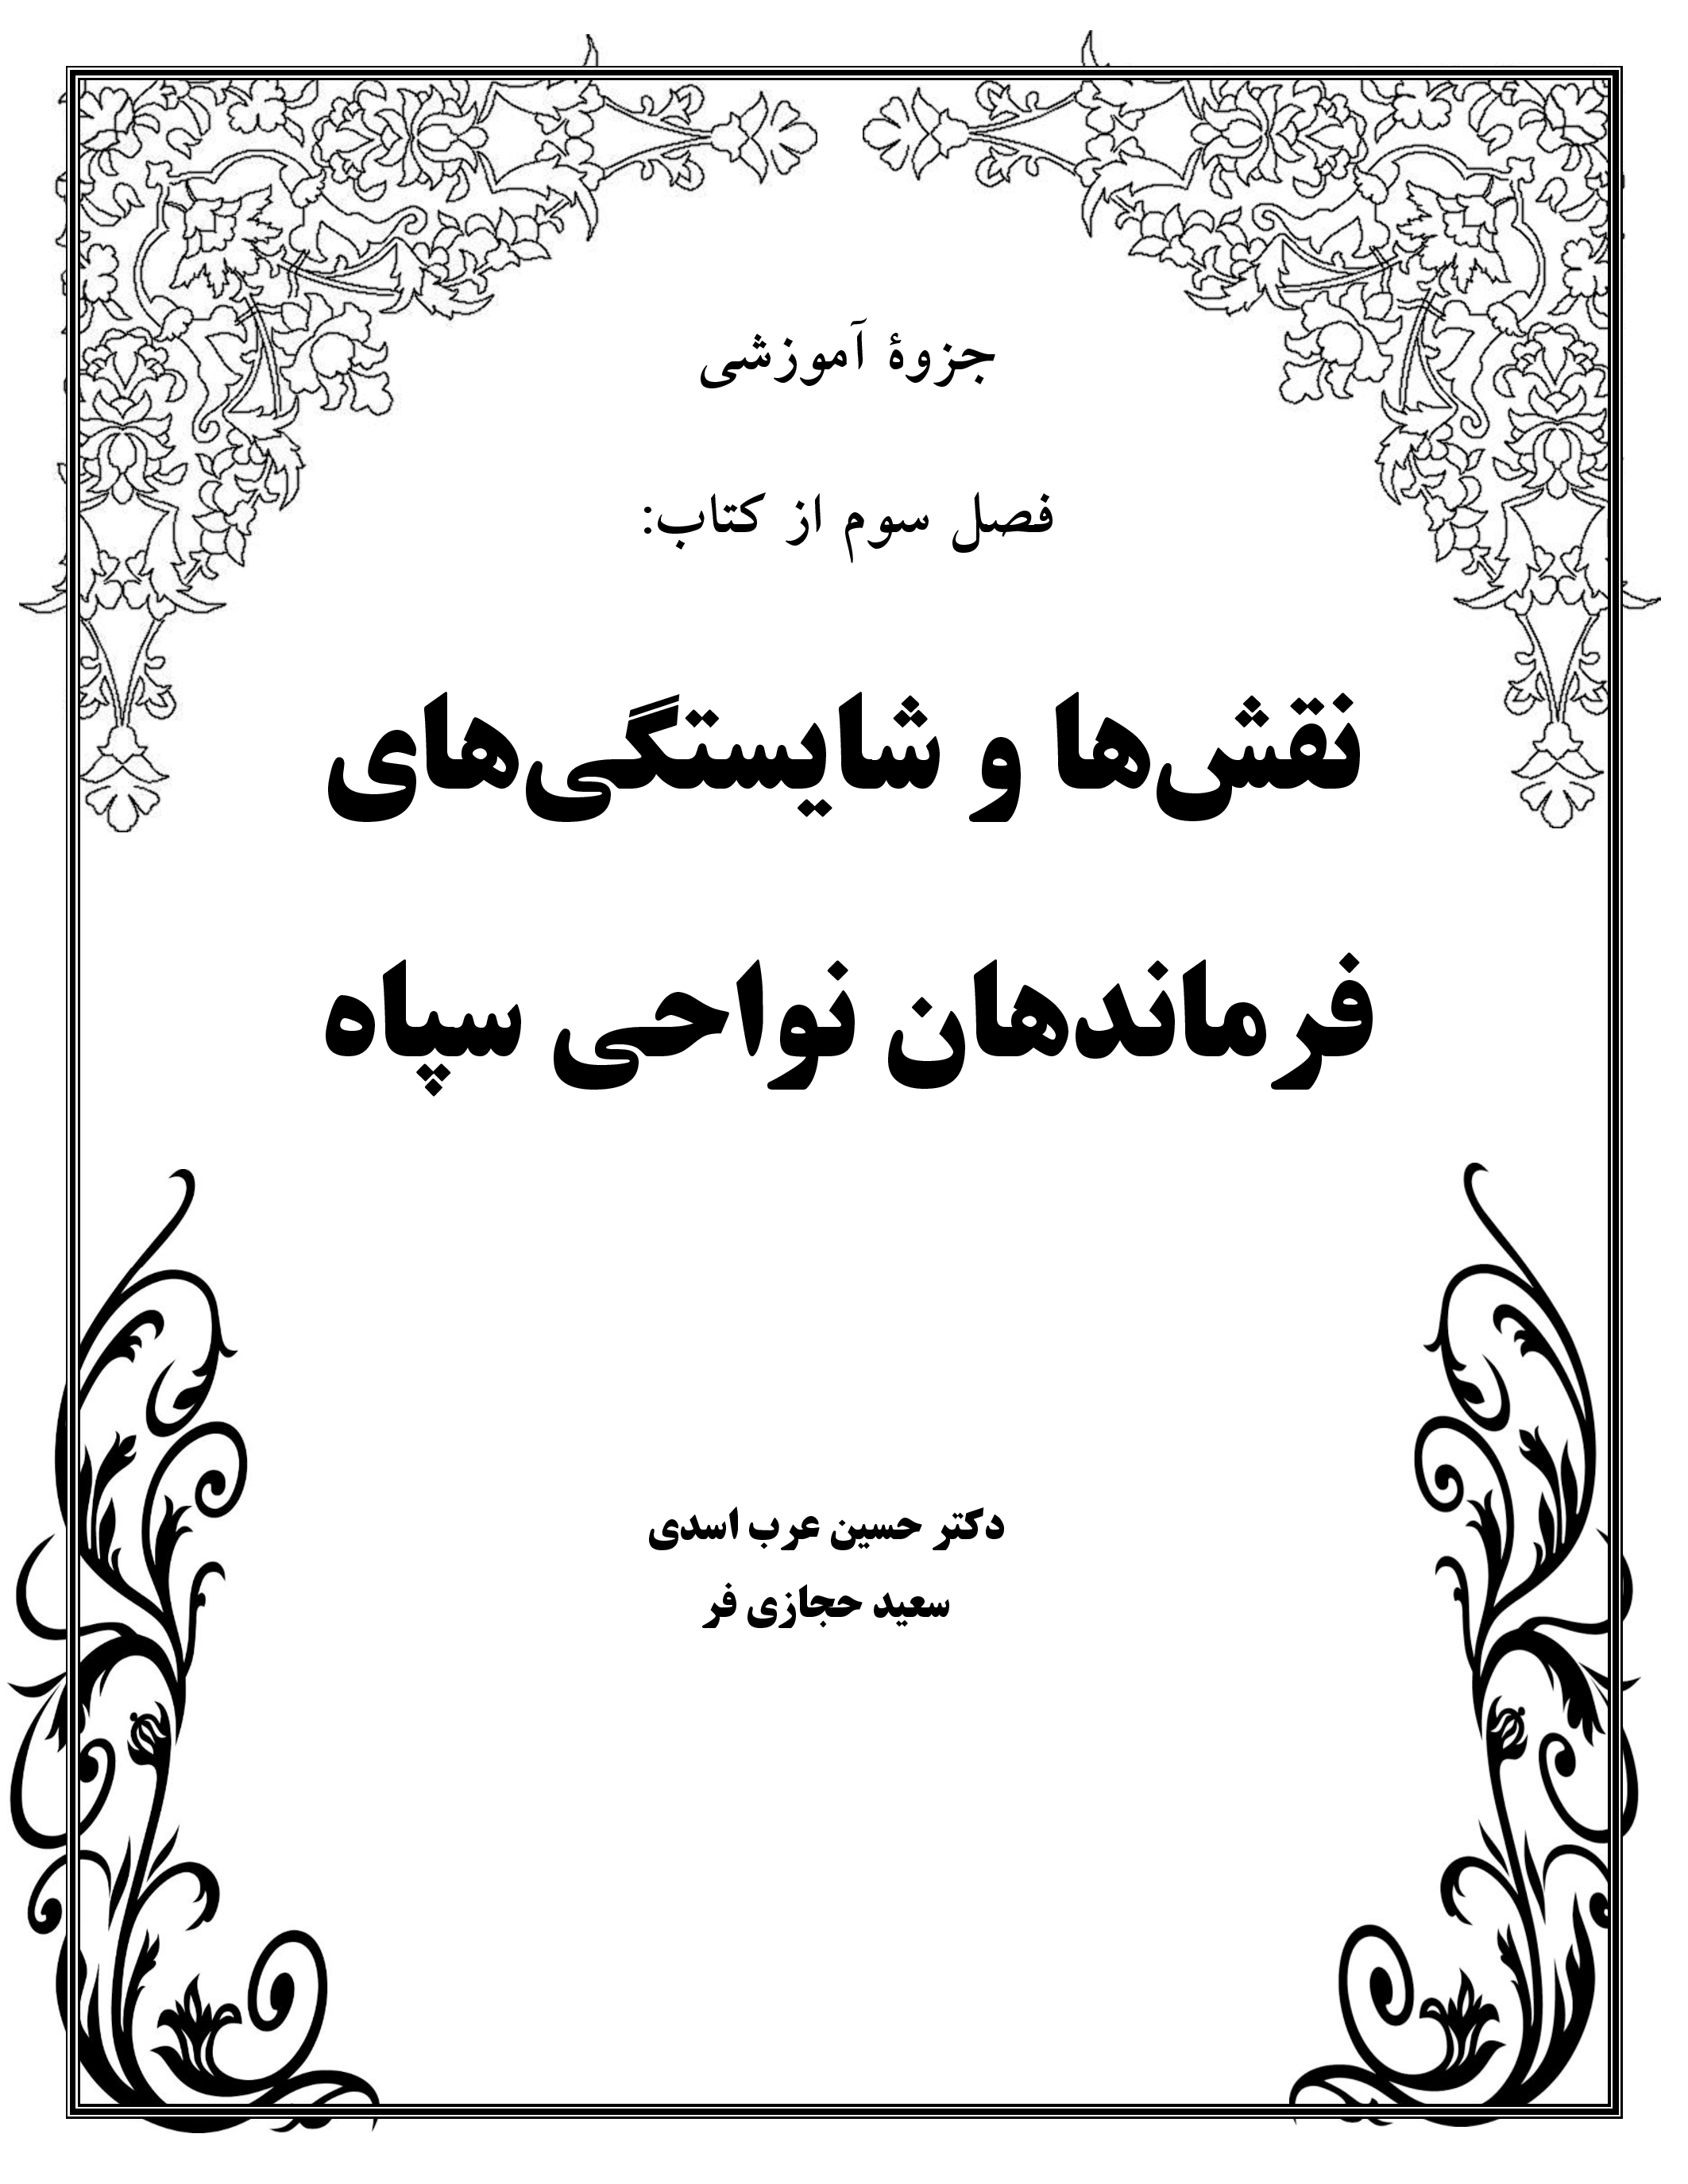 جزوۀ آموزشی
فصل سوم از کتاب:
نقش‌ها و شایستگی‌های
فرماندهان نواحی سپاه
دکتر حسین عرب اسدی
سعید حجازی فر